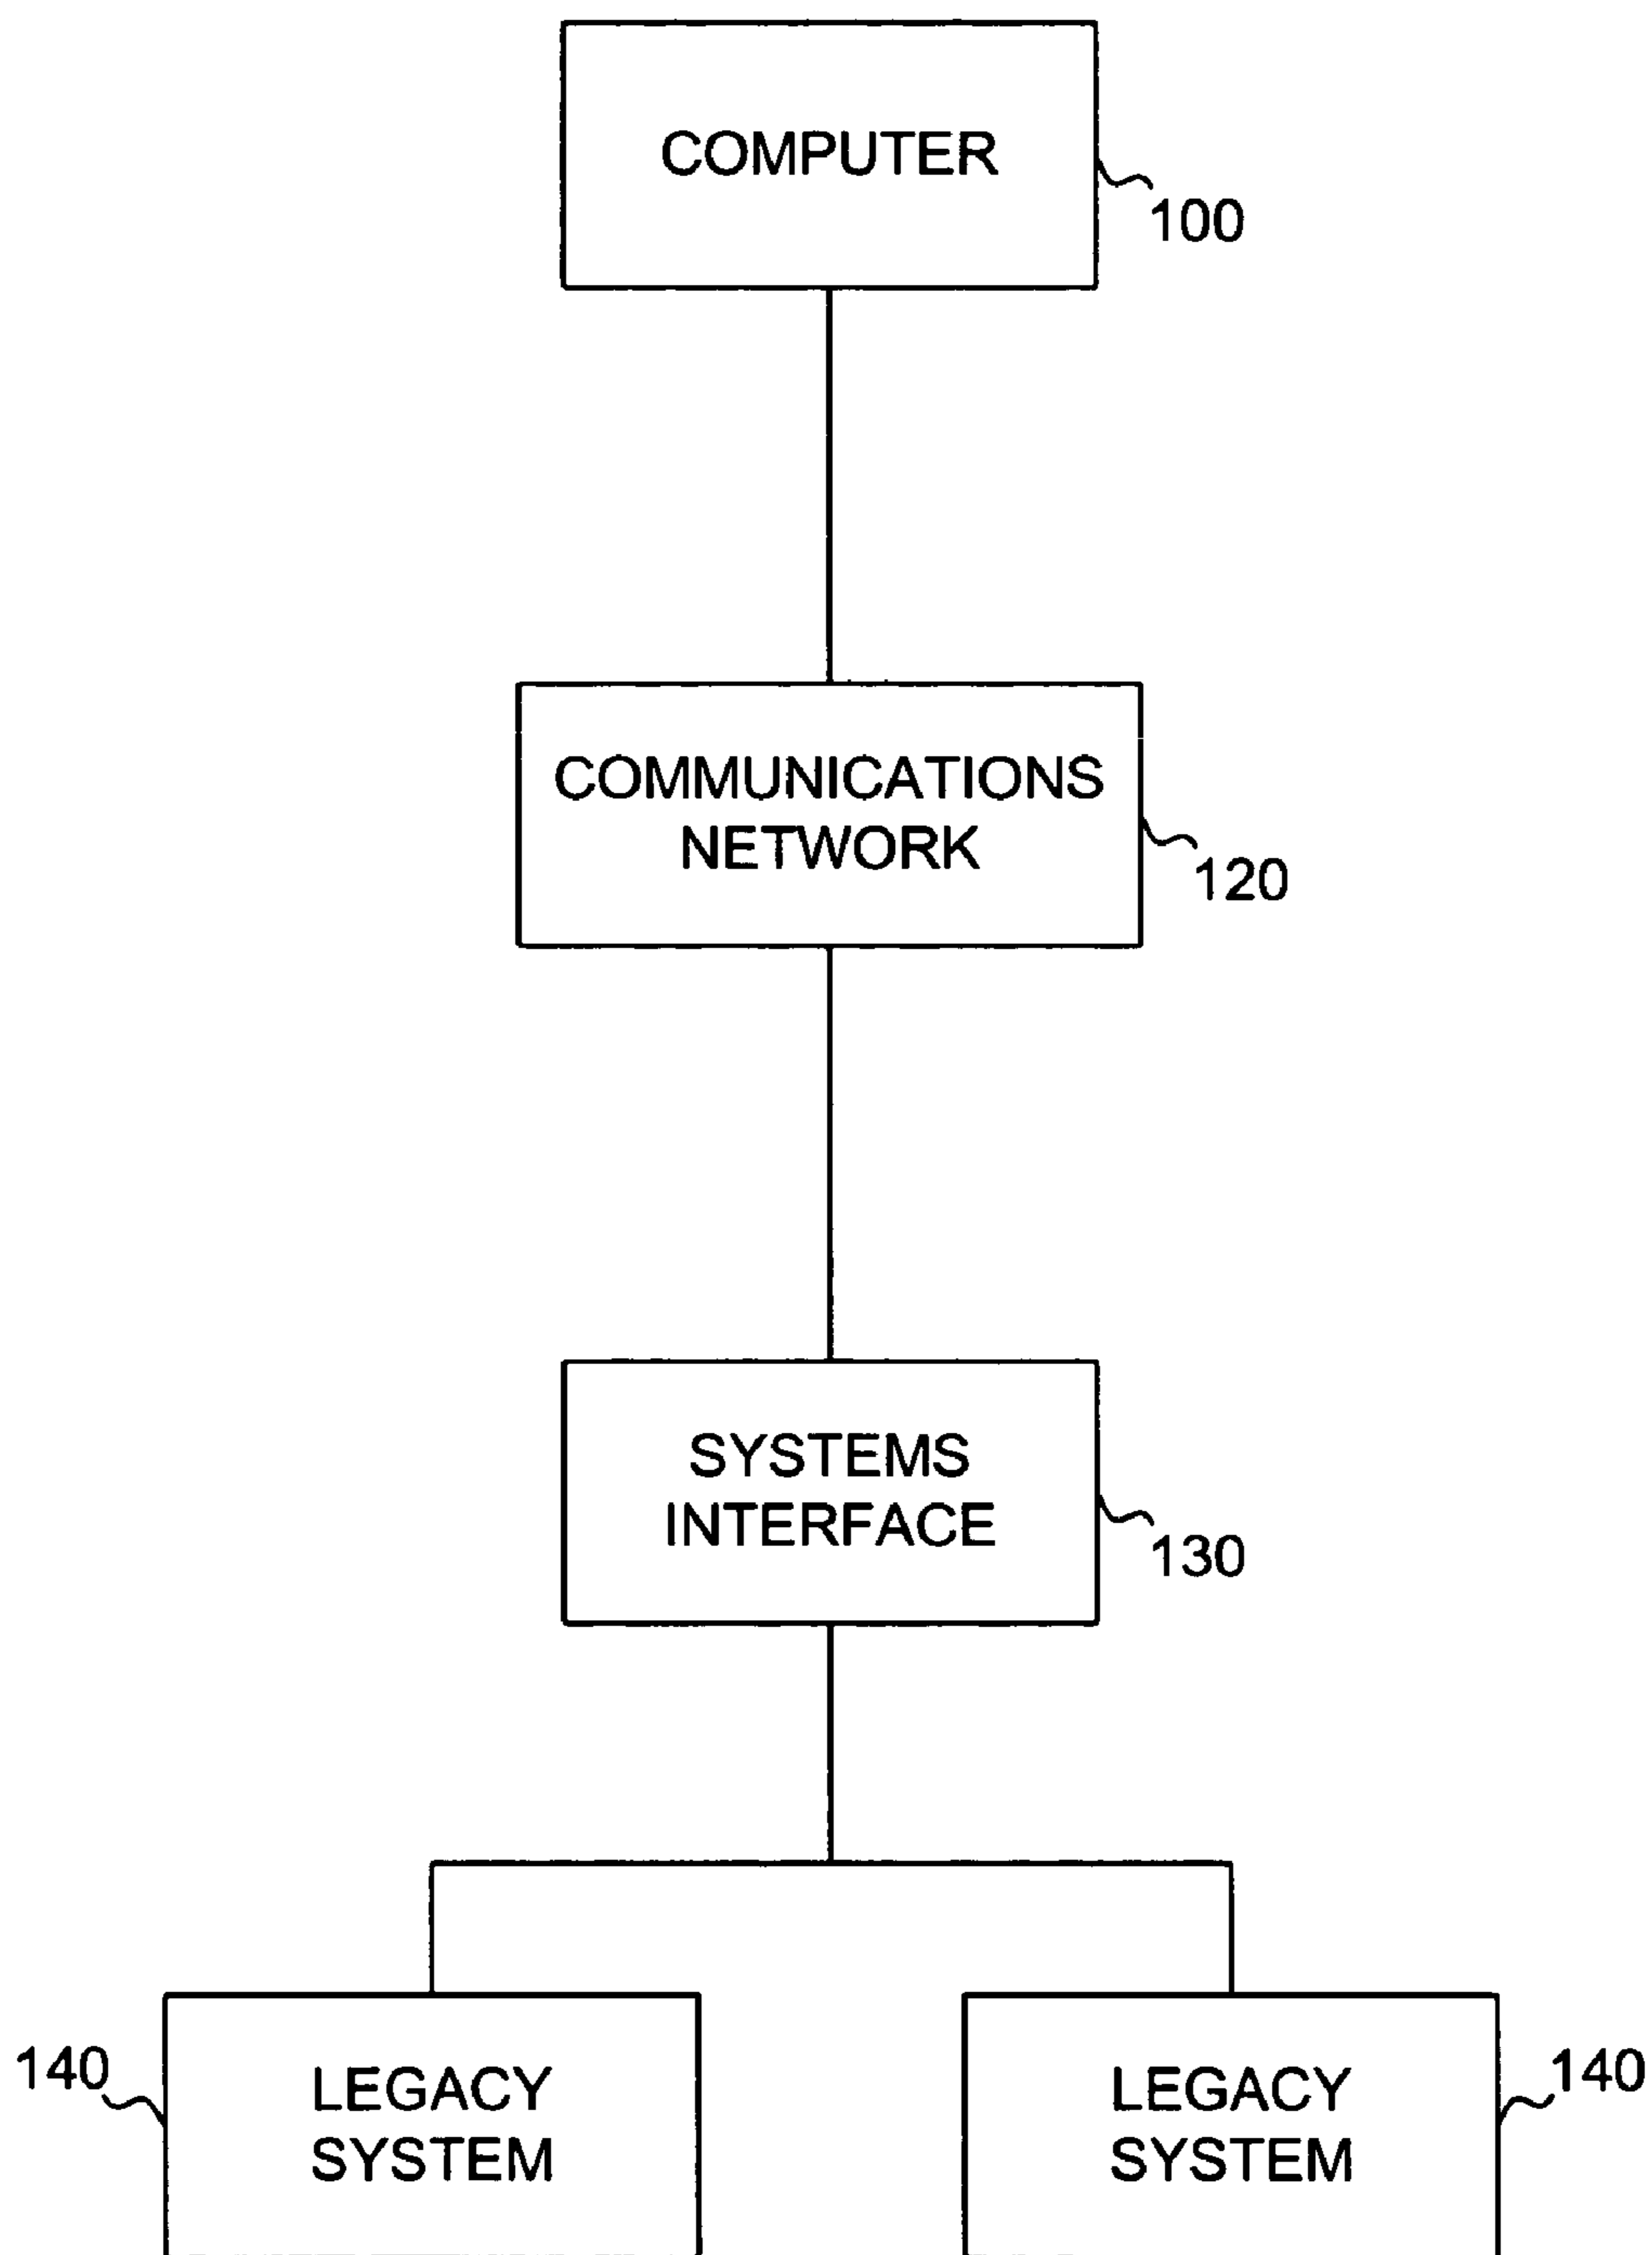 COMPUTER
100
COMMUNICATIONS
NETWORK
120
SYSTEMS
INTERFACE
130
140
LEGACY
SYSTEM
LEGACY
SYSTEM
140